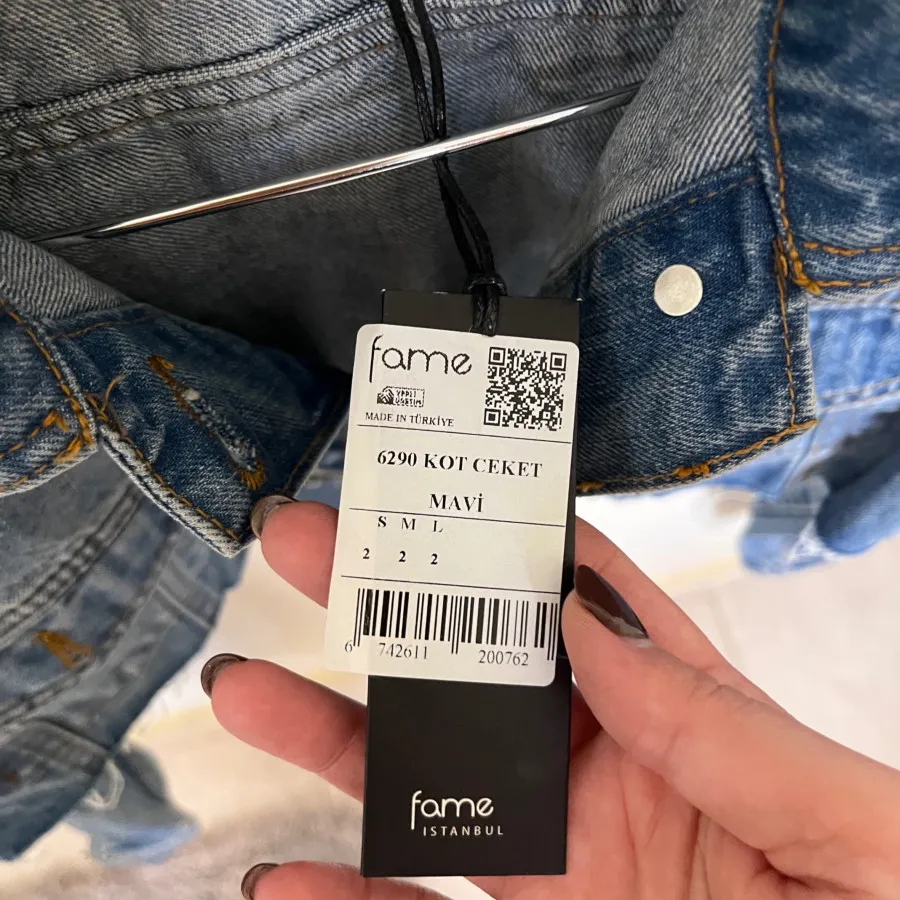 fame
YERLİ
ÜRETİM
MADE IN TÜRKİYE
6290 KOT CEKET
MAVİ
S M L
2 2 2
6 742611 200762
fame
ISTANBUL